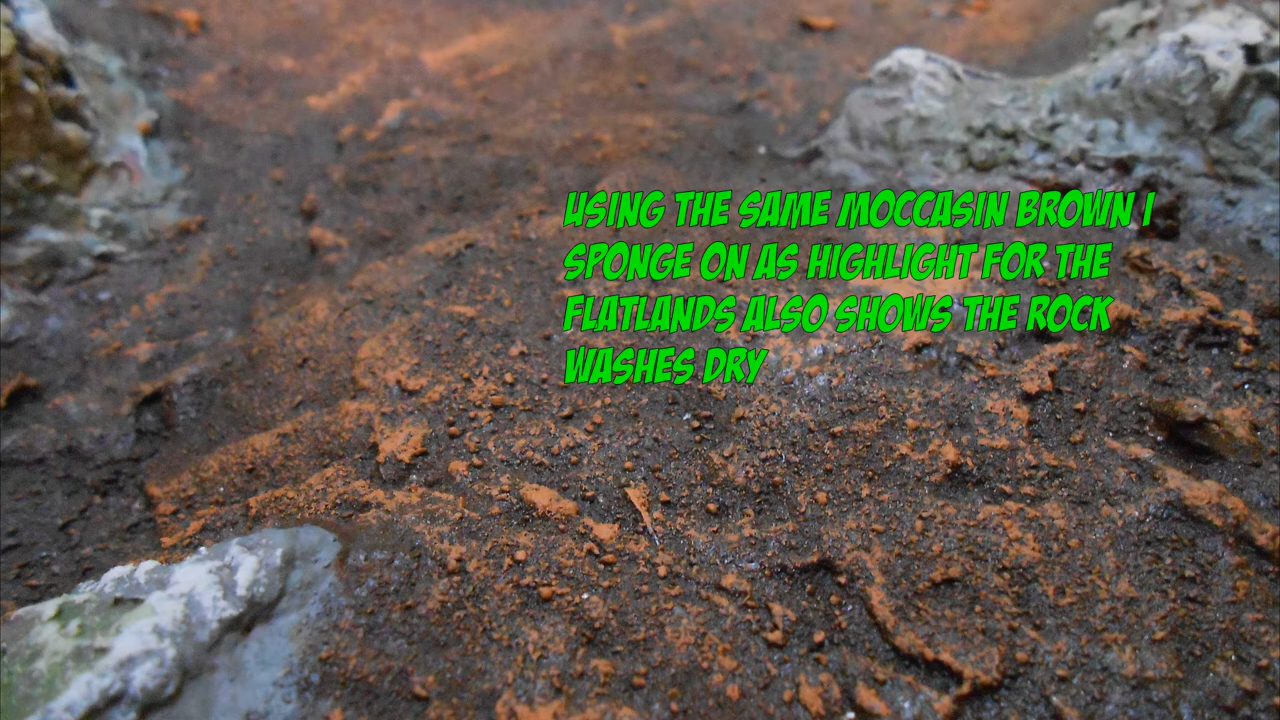 USING THE SAME MOCCASIN BROWN I
SPONGE ON AS HIGHLIGHT FOR THE
FLATLANDS ALSO SHOWS THE ROCK
WASHES DRY